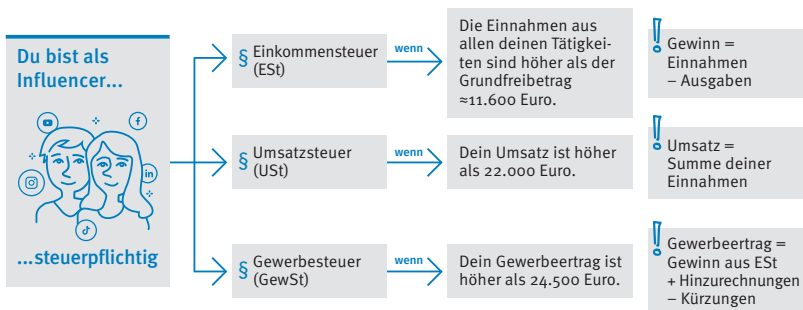 Du bist als
Influencer...
...steuerpflichtig
§ Einkommensteuer
(ESt)
wenn
Die Einnahmen aus
allen deinen Tätigkei-
ten sind höher als der
Grundfreibetrag
≈11.600 Euro.
! Gewinn =
Einnahmen
– Ausgaben
§ Umsatzsteuer
(USt)
wenn
Dein Umsatz ist höher
als 22.000 Euro.
! Umsatz =
Summe deiner
Einnahmen
§ Gewerbesteuer
(GewSt)
wenn
Dein Gewerbeertrag ist
höher als 24.500 Euro.
! Gewerbeertrag =
Gewinn aus ESt
+ Hinzurechnungen
– Kürzungen
f
in